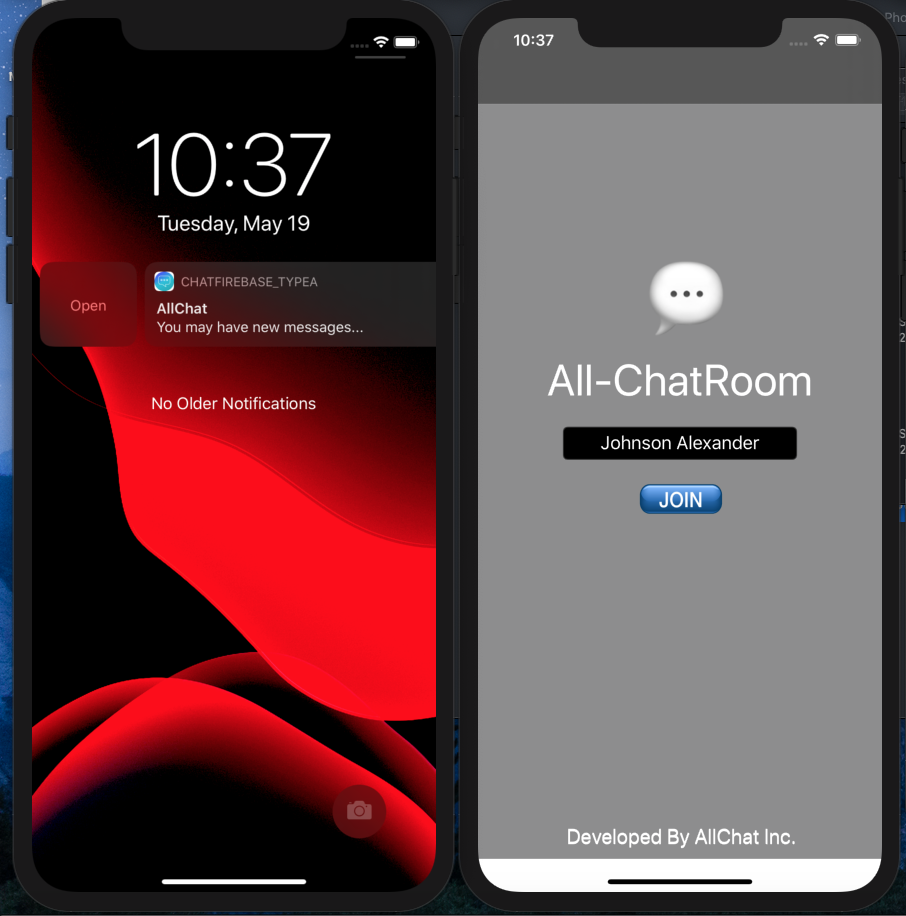 10:37
Tuesday, May 19
Open
CHATFIREBASE_TYPEA
AllChat
You may have new messages...
No Older Notifications
10:37
All-ChatRoom
Johnson Alexander
JOIN
Developed By AllChat Inc.
Pho